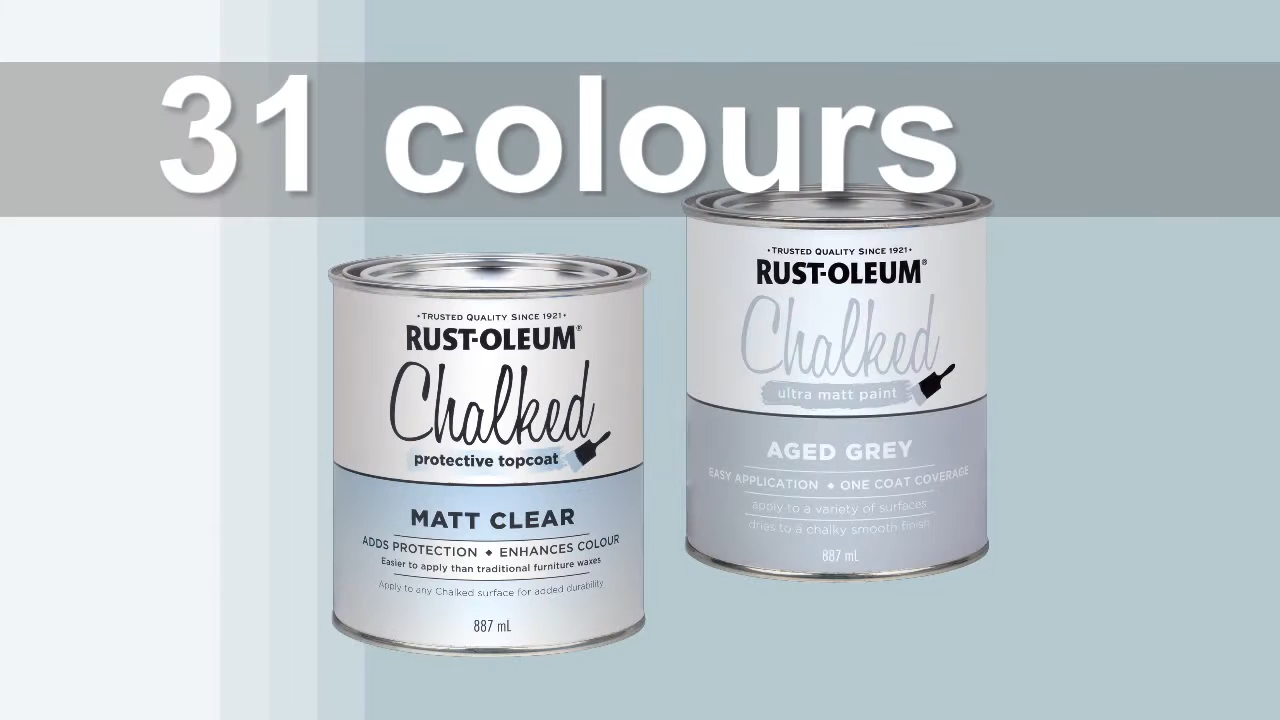 31 colours
•TRUSTED QUALITY SINCE 1921•
RUST-OLEUM®
Chalked
protective topcoat
MATT CLEAR
ADDS PROTECTION ◆ ENHANCES COLOUR
Easier to apply than traditional furniture waxes
Apply to any Chalked surface for added durability
887 mL
•TRUSTED QUALITY SINCE 1921•
RUST-OLEUM®
Chalked
ultra matt paint
AGED GREY
EASY APPLICATION ◆ ONE COAT COVERAGE
apply to a variety of surfaces
dries to a chalky smooth finish
887 mL